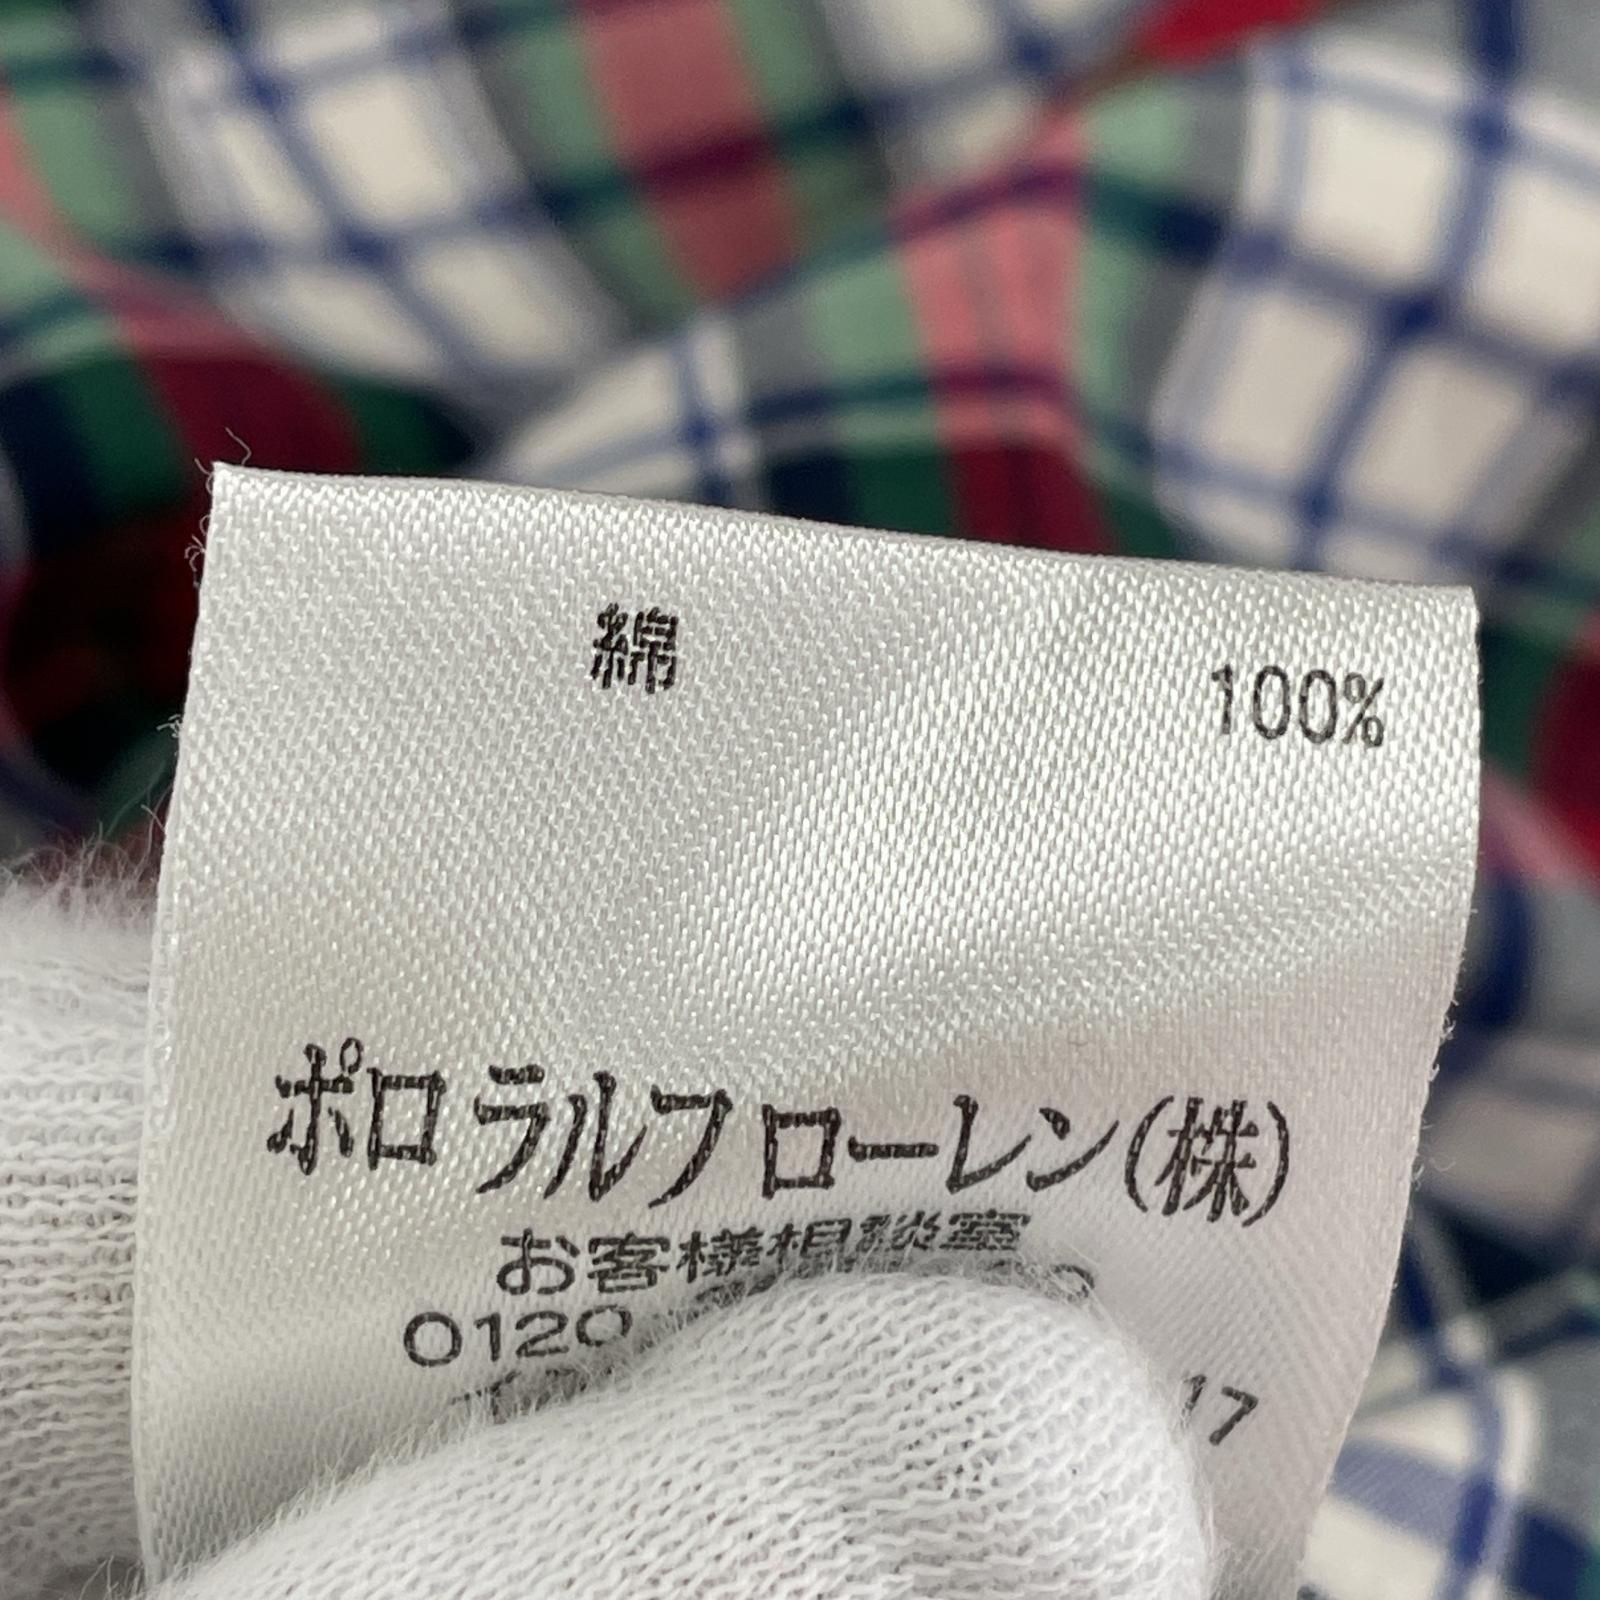 綿 100%
ポロ ラルフ ローレン(株)
お客様相談室
0120
17